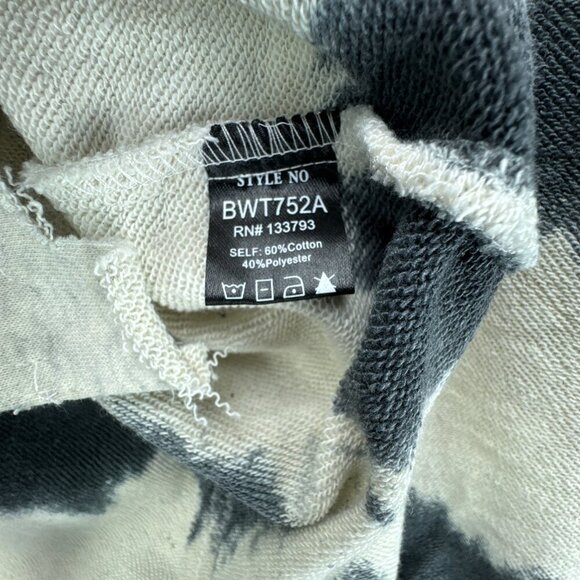 STYLE NO
BWT752A
RN# 133793
SELF: 60%Cotton
40%Polyester